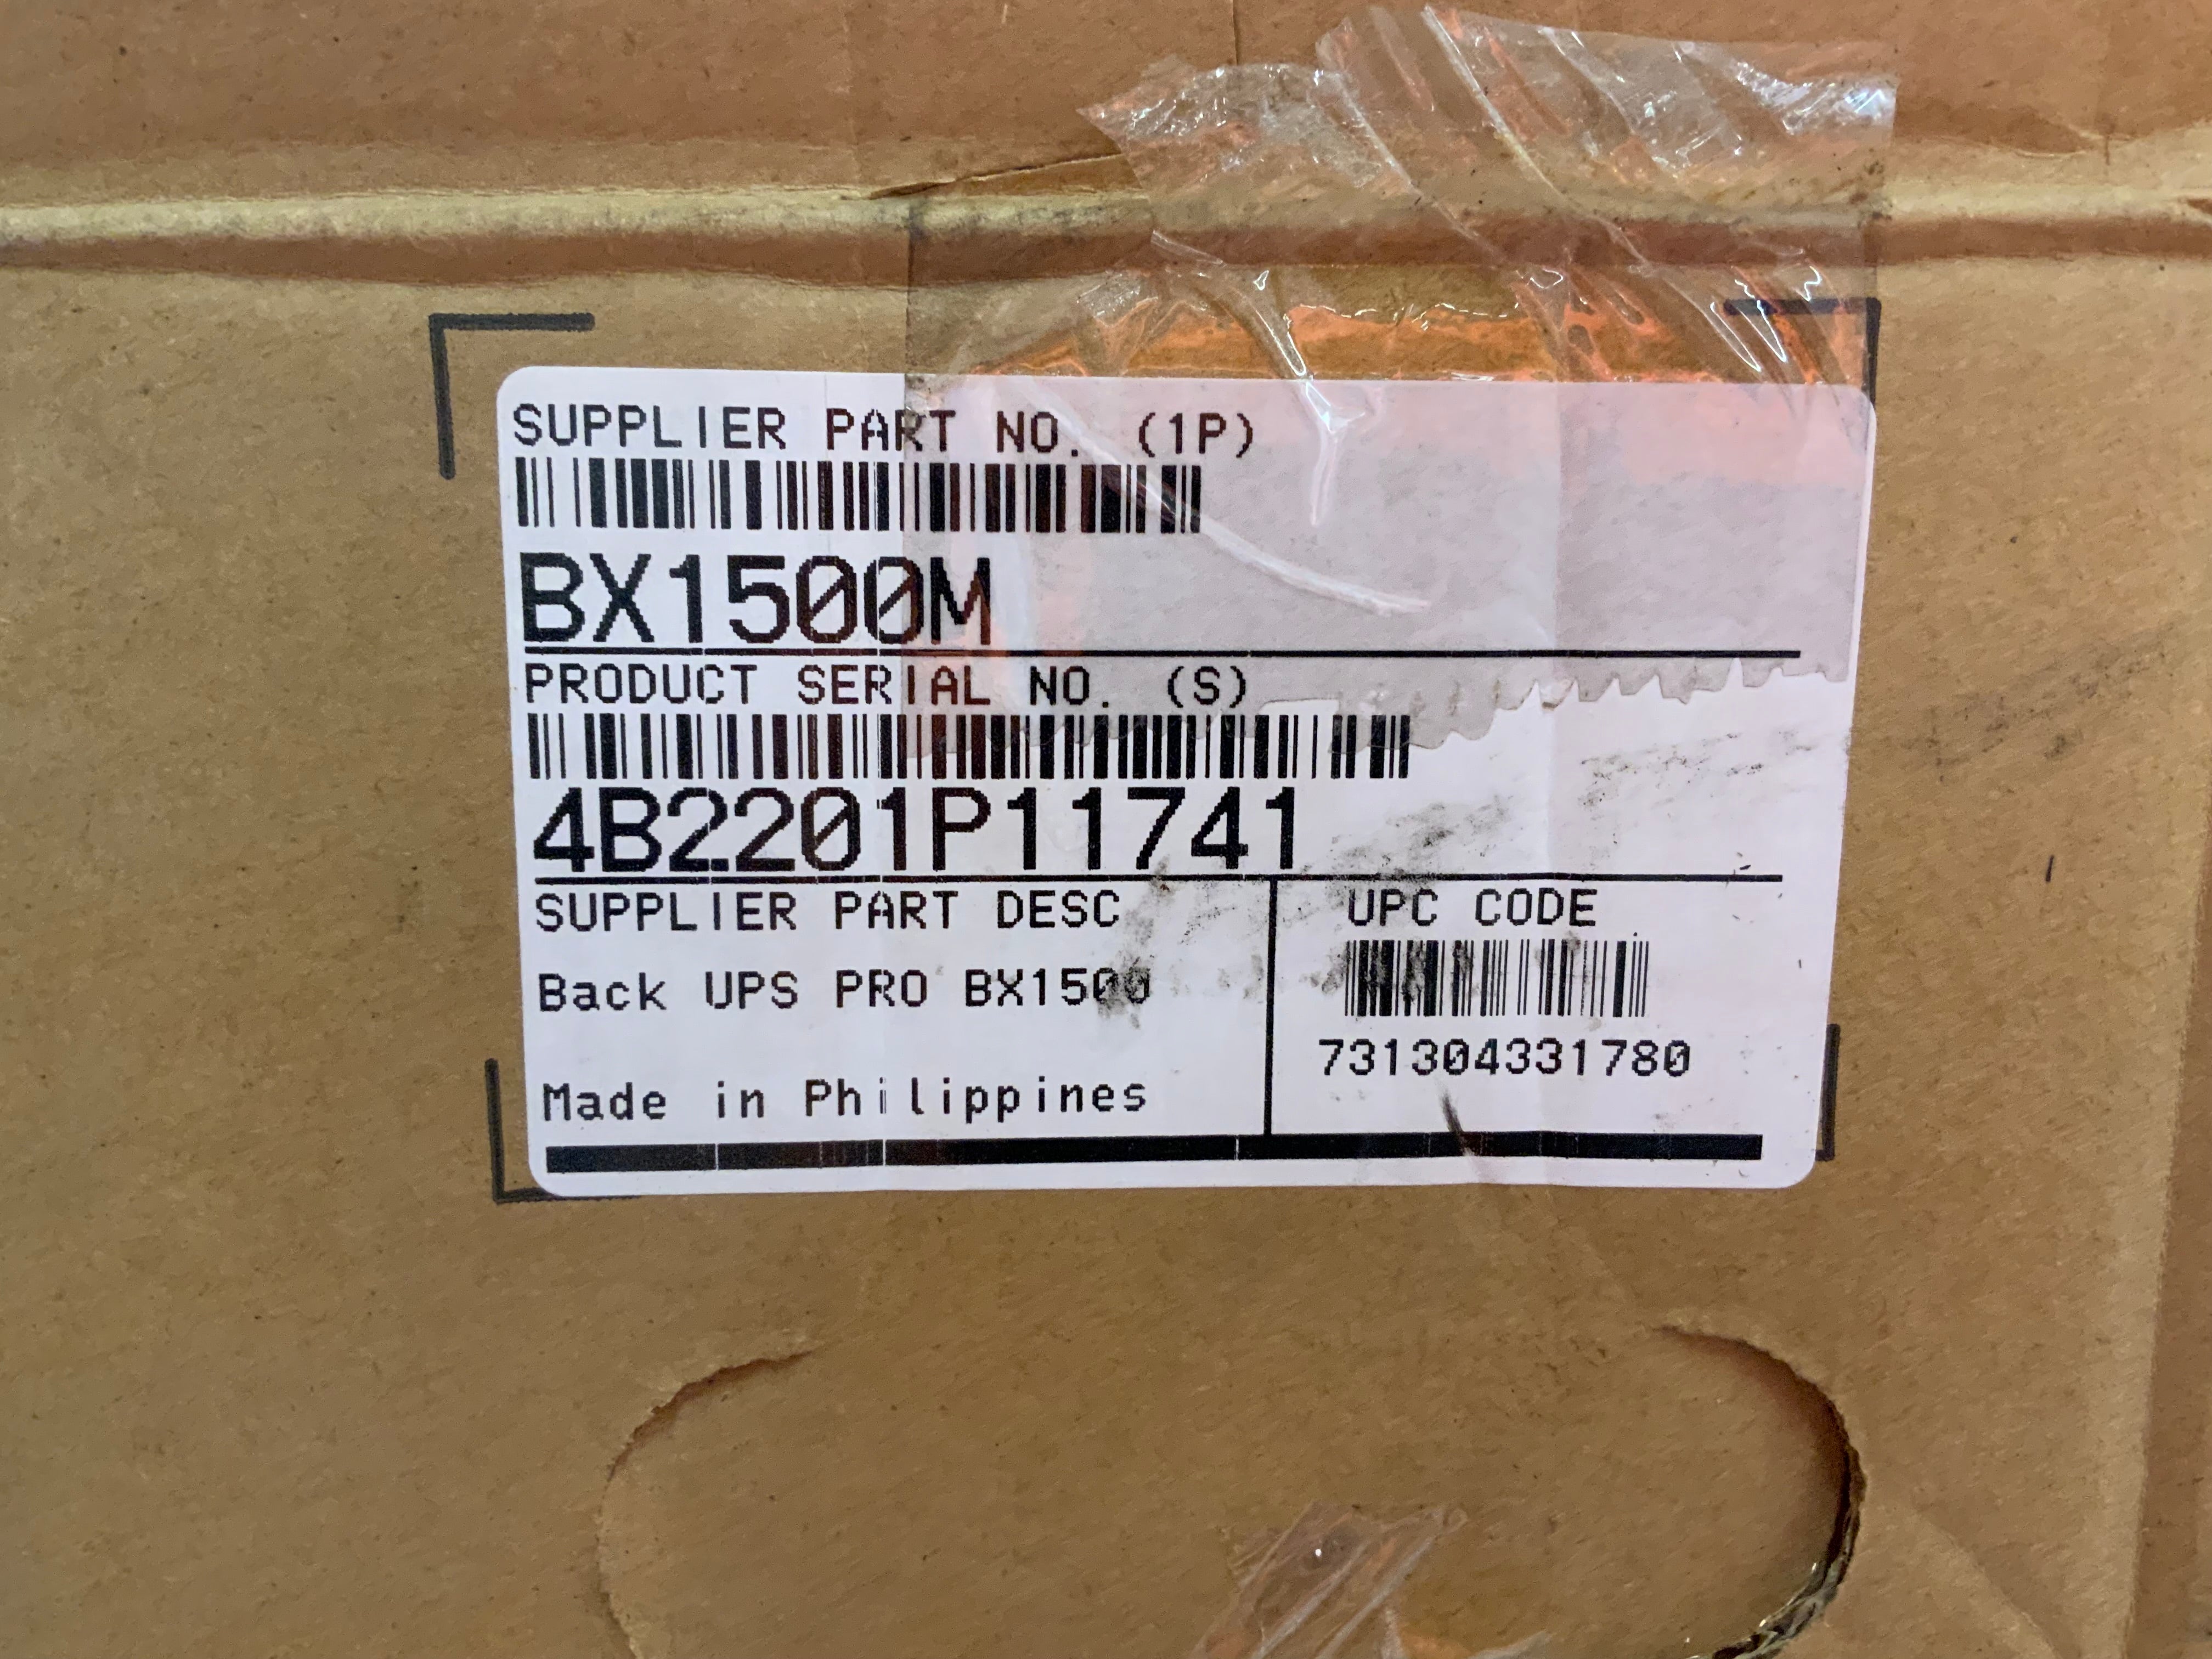 SUPPLIER PART NO. (1P)
BX1500M
PRODUCT SERIAL NO. (S)
4B2201P11741
SUPPLIER PART DESC
Back UPS PRO BX1500
Made in Philippines
UPC CODE
731304331780